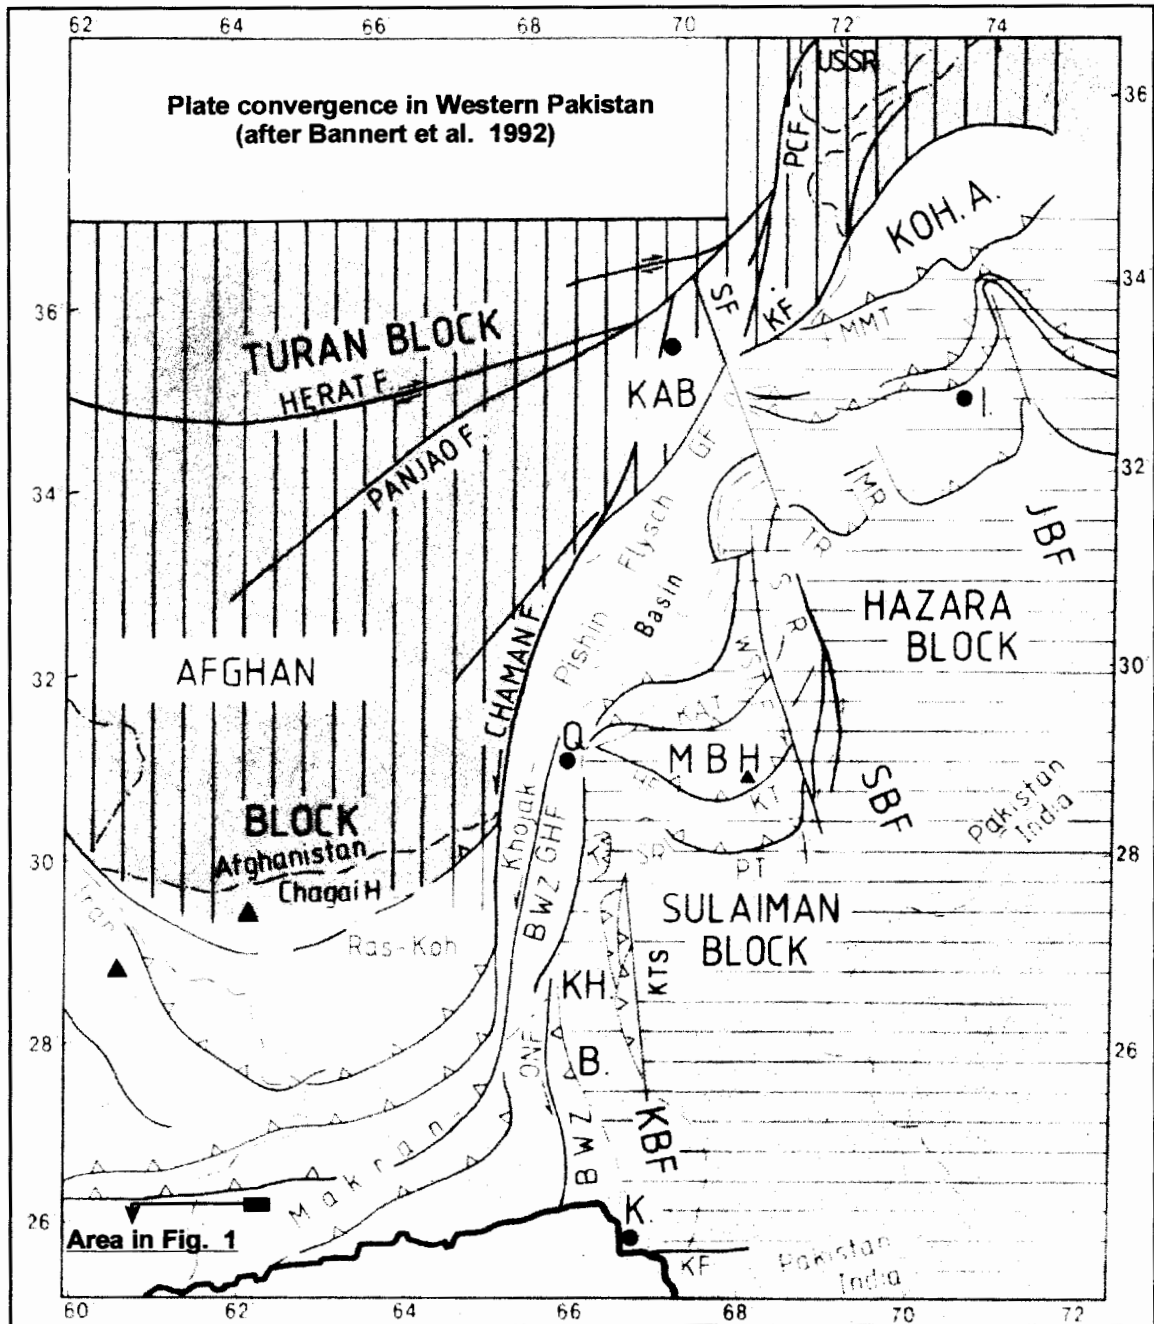 62 64 66 70 72 74
Plate convergence in Western Pakistan
(after Bannert et al. 1992)
USSR
36
PCF
KOH. A.
34
SF
KF.
MMT
36
TURAN BLOCK
HERAT F.
KAB
I.
PANJAO F.
GF
32
34
IMR
TR
JBF
Pishin Flysch
Basin
S R
HAZARA
BLOCK
CHAMAN F.
30
32
AFGHAN
KAT
Q
M B H
KT
SBF
Pakistan
India
Khojak
BWZ GHF
BLOCK
Afghanistan
30
28
PT
Chagai H
Iran
Ras-Koh
SULAIMAN
BLOCK
KTS
KH.
28
ONF
B.
26
Makran
BWZ
KBF
26
K.
Area in Fig. 1
KF
Pakistan
India
60 62 64 66 68 70 72